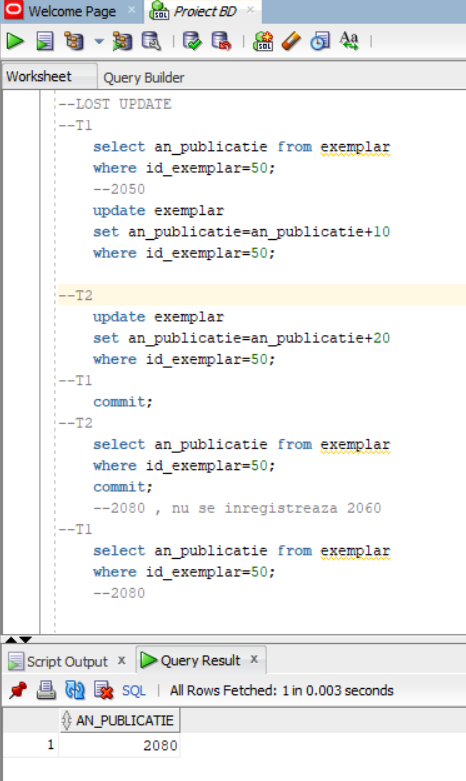 Welcome Page
Proiect BD
Worksheet
Query Builder
--LOST UPDATE
--T1
select an_publicatie from exemplar
where id_exemplar=50;
--2050
update exemplar
set an_publicatie=an_publicatie+10
where id_exemplar=50;
--T2
update exemplar
set an_publicatie=an_publicatie+20
where id_exemplar=50;
--T1
commit;
--T2
select an_publicatie from exemplar
where id_exemplar=50;
commit;
--2080 , nu se inregistreaza 2060
--T1
select an_publicatie from exemplar
where id_exemplar=50;
--2080
Script Output x Query Result x
SQL | All Rows Fetched: 1 in 0.003 seconds
AN_PUBLICATIE
1 2080